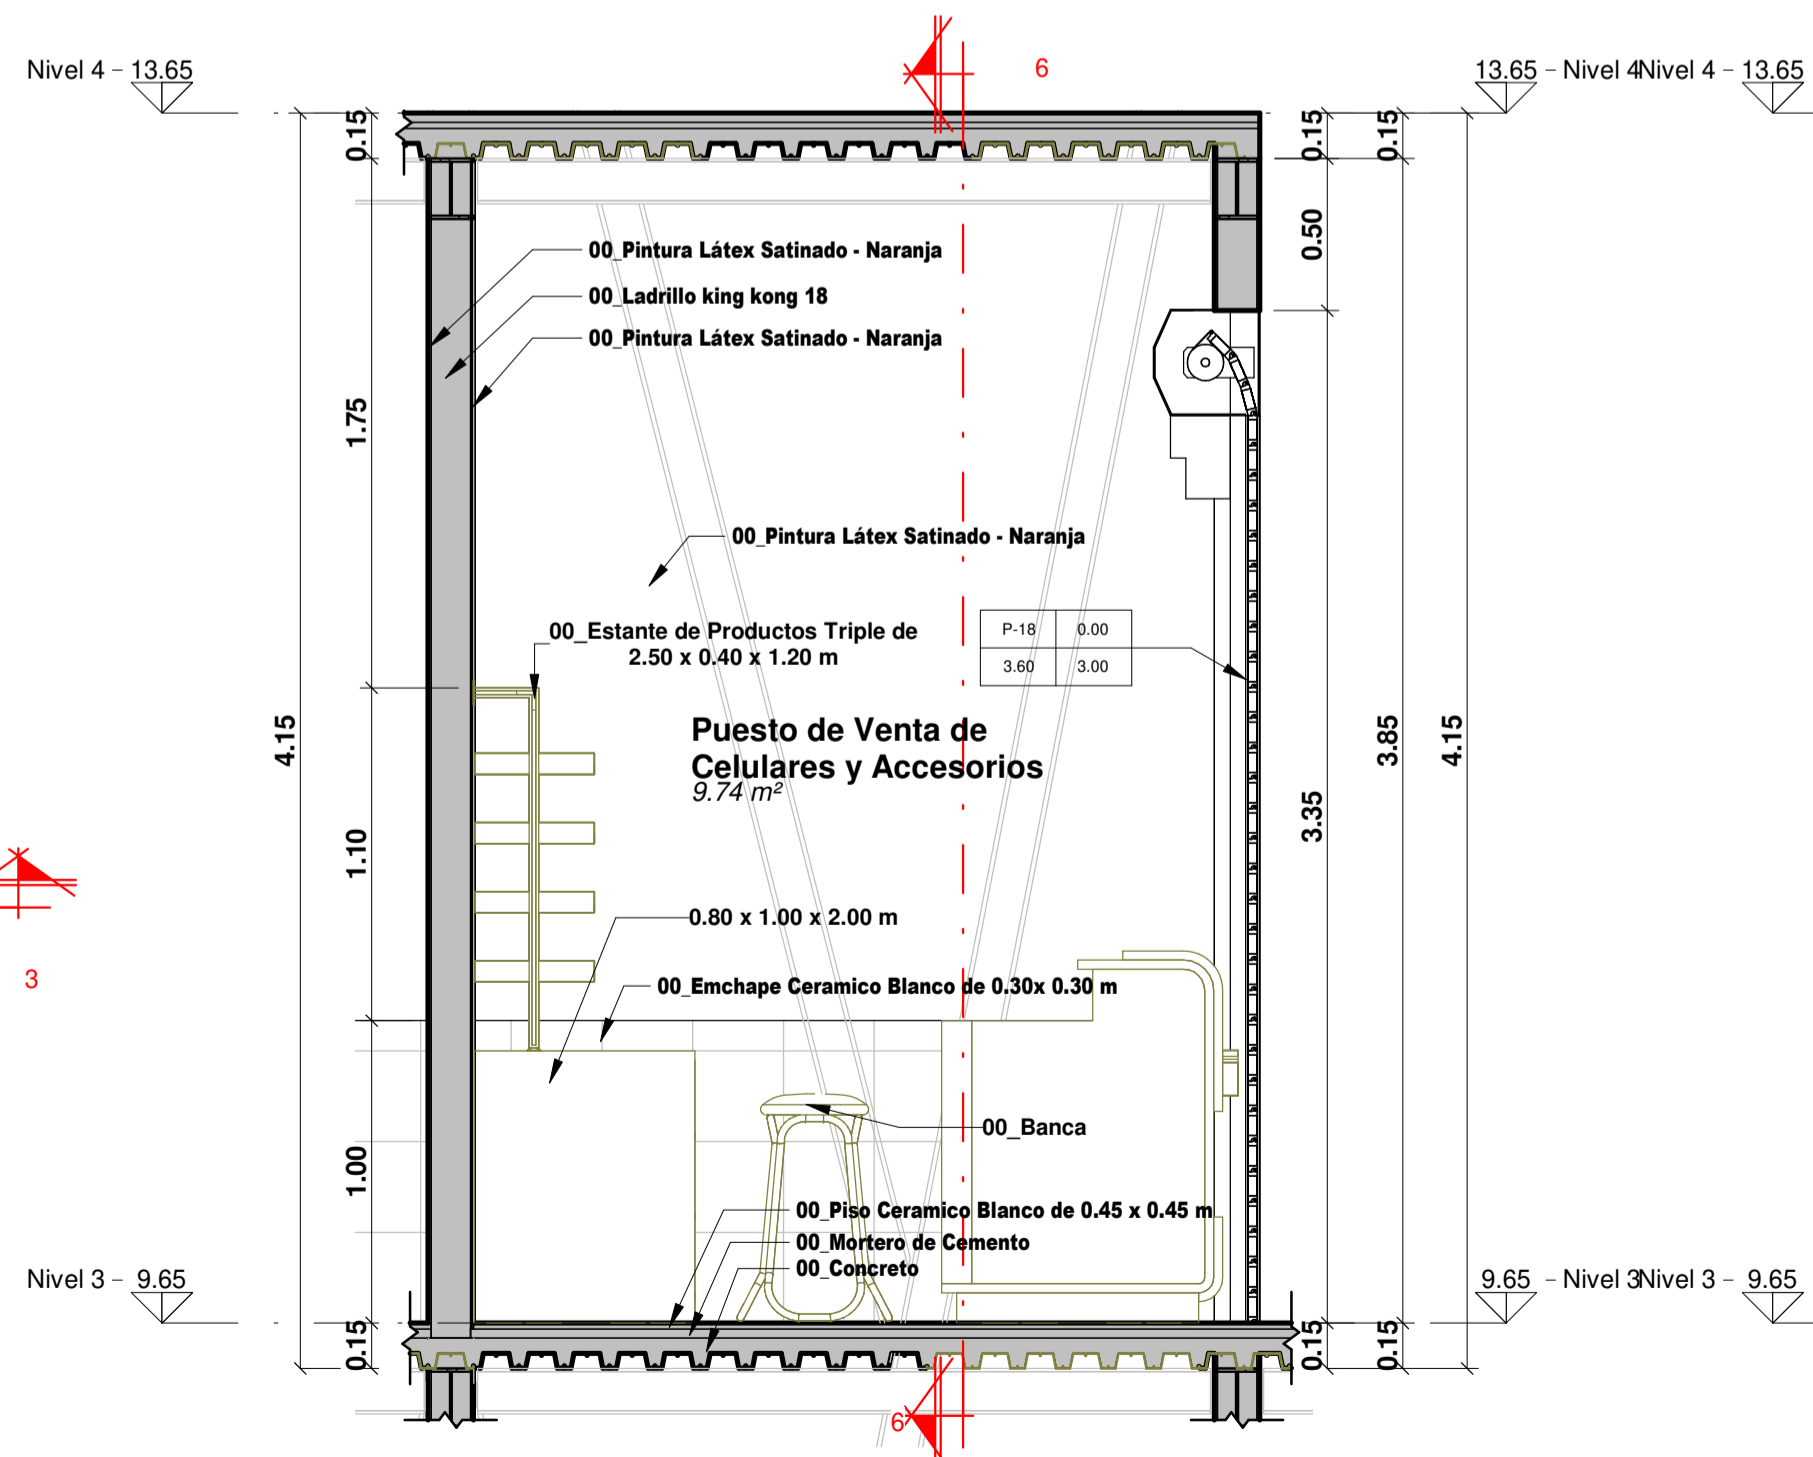 Nivel 4 - 13.65
6
13.65 - Nivel 4
Nivel 4 - 13.65
0.15
0.15
0.15
0.50
00_Pintura Látex Satinado - Naranja
00_Ladrillo king kong 18
00_Pintura Látex Satinado - Naranja
1.75
00_Pintura Látex Satinado - Naranja
00_Estante de Productos Triple de
2.50 x 0.40 x 1.20 m
P-18 0.00
3.60 3.00
4.15
Puesto de Venta de
Celulares y Accesorios
9.74 m²
3.85
4.15
3.35
1.10
0.80 x 1.00 x 2.00 m
3
00_Emchape Ceramico Blanco de 0.30x 0.30 m
00_Banca
1.00
00_Piso Ceramico Blanco de 0.45 x 0.45 m
00_Mortero de Cemento
00_Concreto
Nivel 3 - 9.65
9.65 - Nivel 3
Nivel 3 - 9.65
0.15
0.15
0.15
6